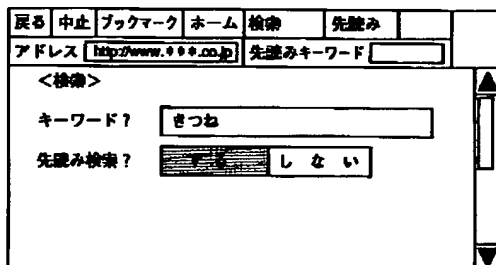 戻る 中止 ブックマーク ホーム 検索 先読み
アドレス http://www.***.co.jp 先読みキーワード
<検索>
キーワード? きつね
先読み検索? する しない